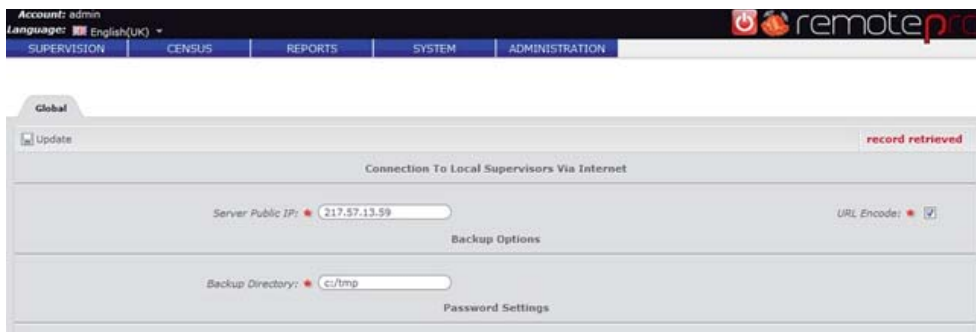 Account: admin
Language: English(UK)
remotepro
SUPERVISION CENSUS REPORTS SYSTEM ADMINISTRATION
Global
Update record retrieved
Connection To Local Supervisors Via Internet
Server Public IP: * 217.57.13.59 URL Encode: *
Backup Options
Backup Directory: * c:/tmp
Password Settings